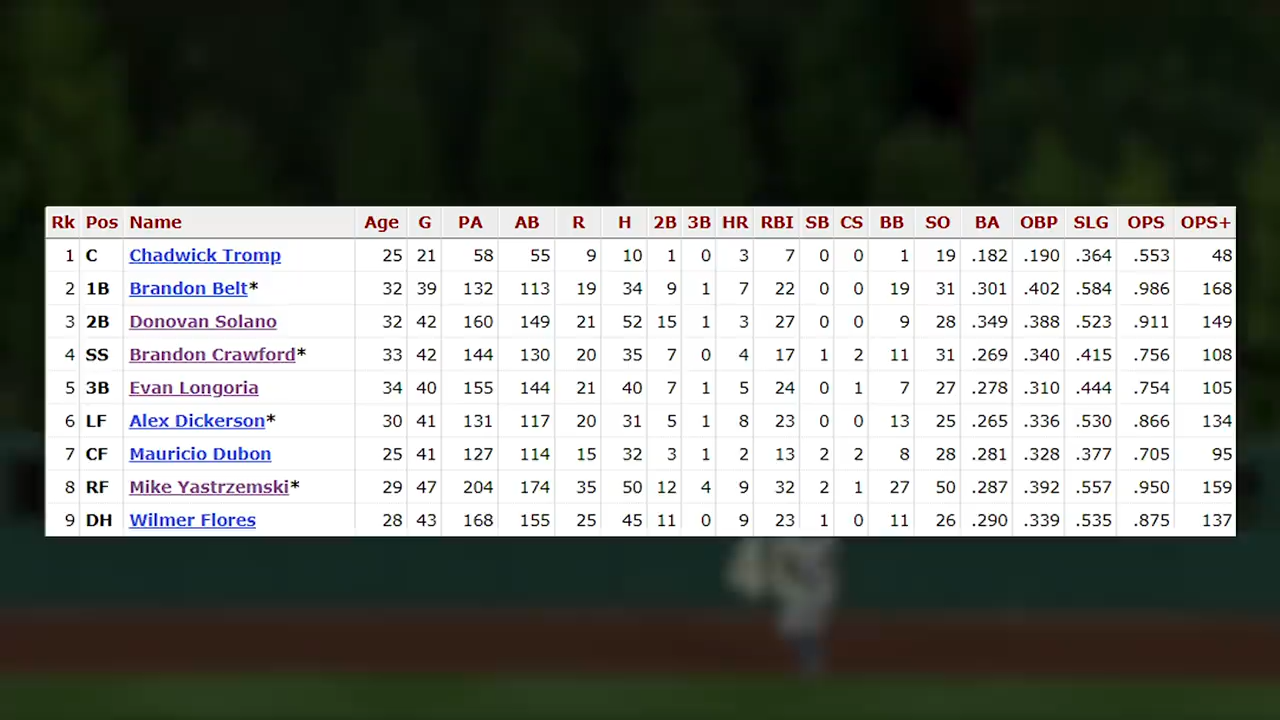 Rk Pos Name Age G PA AB R H 2B 3B HR RBI SB CS BB SO BA OBP SLG OPS OPS+
1 C Chadwick Tromp 25 21 58 55 9 10 1 0 3 7 0 0 1 19 .182 .190 .364 .553 48
2 1B Brandon Belt* 32 39 132 113 19 34 9 1 7 22 0 0 19 31 .301 .402 .584 .986 168
3 2B Donovan Solano 32 42 160 149 21 52 15 1 3 27 0 0 9 28 .349 .388 .523 .911 149
4 SS Brandon Crawford* 33 42 144 130 20 35 7 0 4 17 1 2 11 31 .269 .340 .415 .756 108
5 3B Evan Longoria 34 40 155 144 21 40 7 1 5 24 0 1 7 27 .278 .310 .444 .754 105
6 LF Alex Dickerson* 30 41 131 117 20 31 5 1 8 23 0 0 13 25 .265 .336 .530 .866 134
7 CF Mauricio Dubon 25 41 127 114 15 32 3 1 2 13 2 2 8 28 .281 .328 .377 .705 95
8 RF Mike Yastrzemski* 29 47 204 174 35 50 12 4 9 32 2 1 27 50 .287 .392 .557 .950 159
9 DH Wilmer Flores 28 43 168 155 25 45 11 0 9 23 1 0 11 26 .290 .339 .535 .875 137